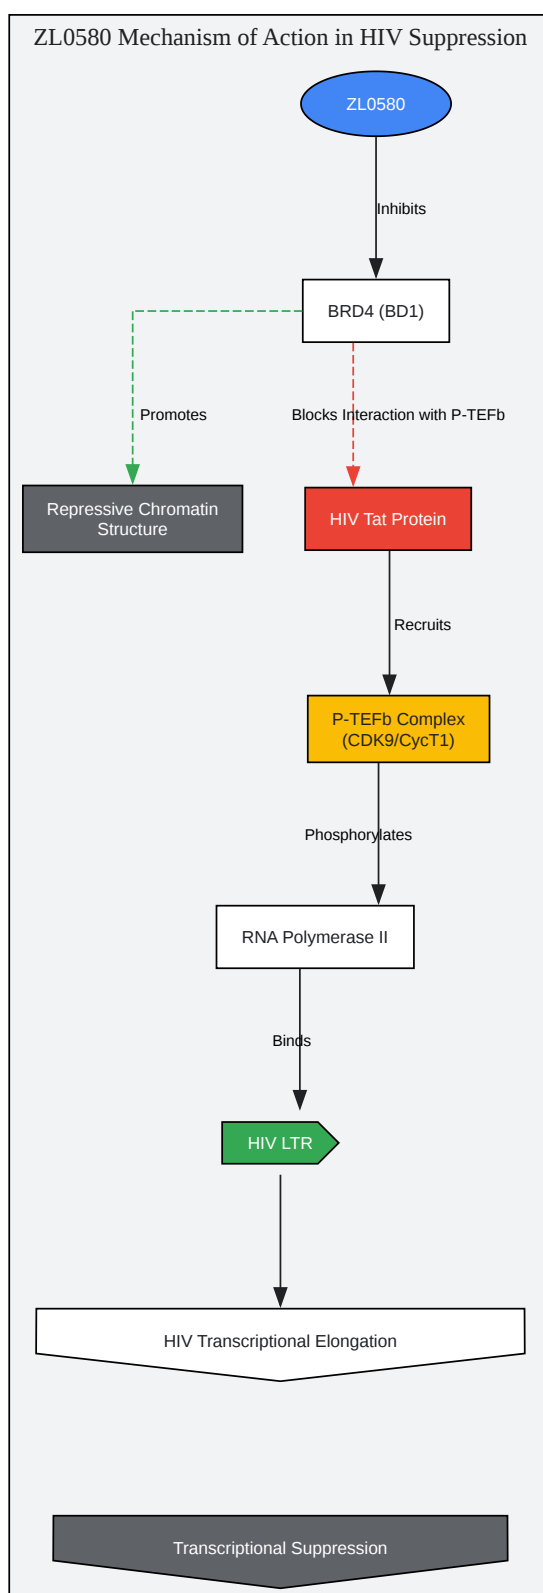 ZL0580 Mechanism of Action in HIV Suppression
ZL0580
Inhibits
BRD4 (BD1)
Promotes
Blocks Interaction with P-TEFb
Repressive Chromatin
Structure
HIV Tat Protein
Recruits
P-TEFb Complex
(CDK9/CycT1)
Phosphorylates
RNA Polymerase II
Binds
HIV LTR
HIV Transcriptional Elongation
Transcriptional Suppression